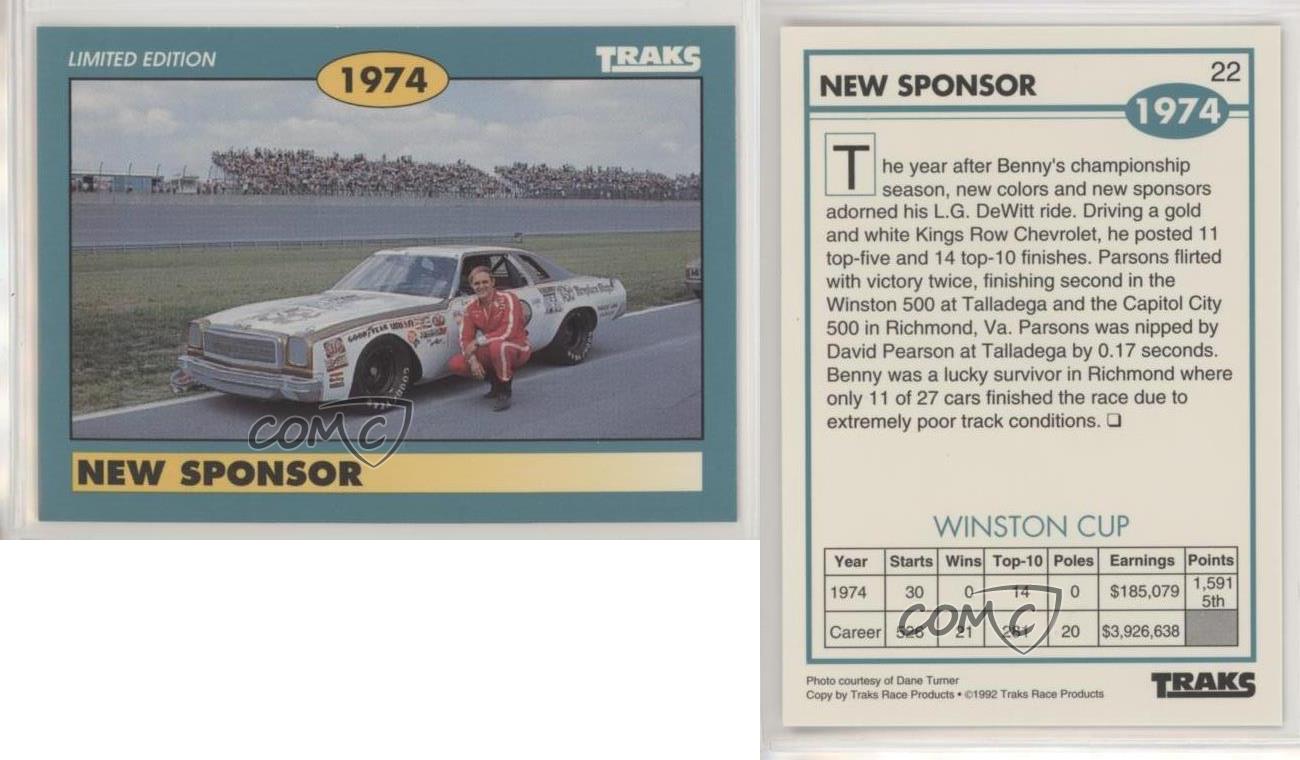 LIMITED EDITION
1974
TRAKS
GOODYEAR
GOODYEAR
COMC
NEW SPONSOR
22
NEW SPONSOR
1974
The year after Benny's championship
season, new colors and new sponsors
adorned his L.G. DeWitt ride. Driving a gold
and white Kings Row Chevrolet, he posted 11
top-five and 14 top-10 finishes. Parsons flirted
with victory twice, finishing second in the
Winston 500 at Talladega and the Capitol City
500 in Richmond, Va. Parsons was nipped by
David Pearson at Talladega by 0.17 seconds.
Benny was a lucky survivor in Richmond where
only 11 of 27 cars finished the race due to
extremely poor track conditions. ❑
WINSTON CUP
Year Starts Wins Top-10 Poles Earnings Points
1974 30 0 14 0 $185,079 1,591
5th
Career 526 21 281 20 $3,926,638
COMC
Photo courtesy of Dane Turner
Copy by Traks Race Products • ©1992 Traks Race Products
TRAKS